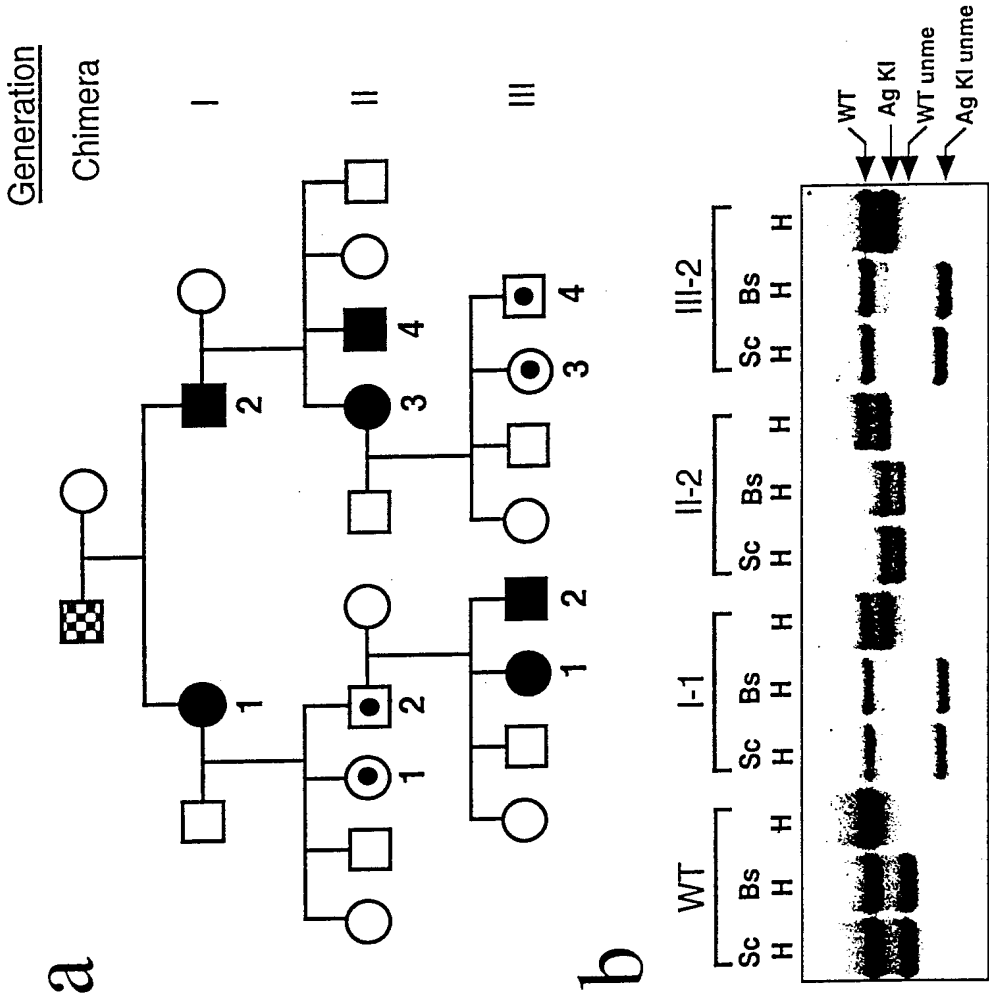 a
Generation
Chimera
I
1 2
II
1 2 3 4
III
1 2 3 4
b
WT I-1 II-2 III-2
Sc Bs Sc Bs Sc Bs Sc Bs
H H H H H H H H H H H H
WT
Ag KI
WT unme
Ag KI unme